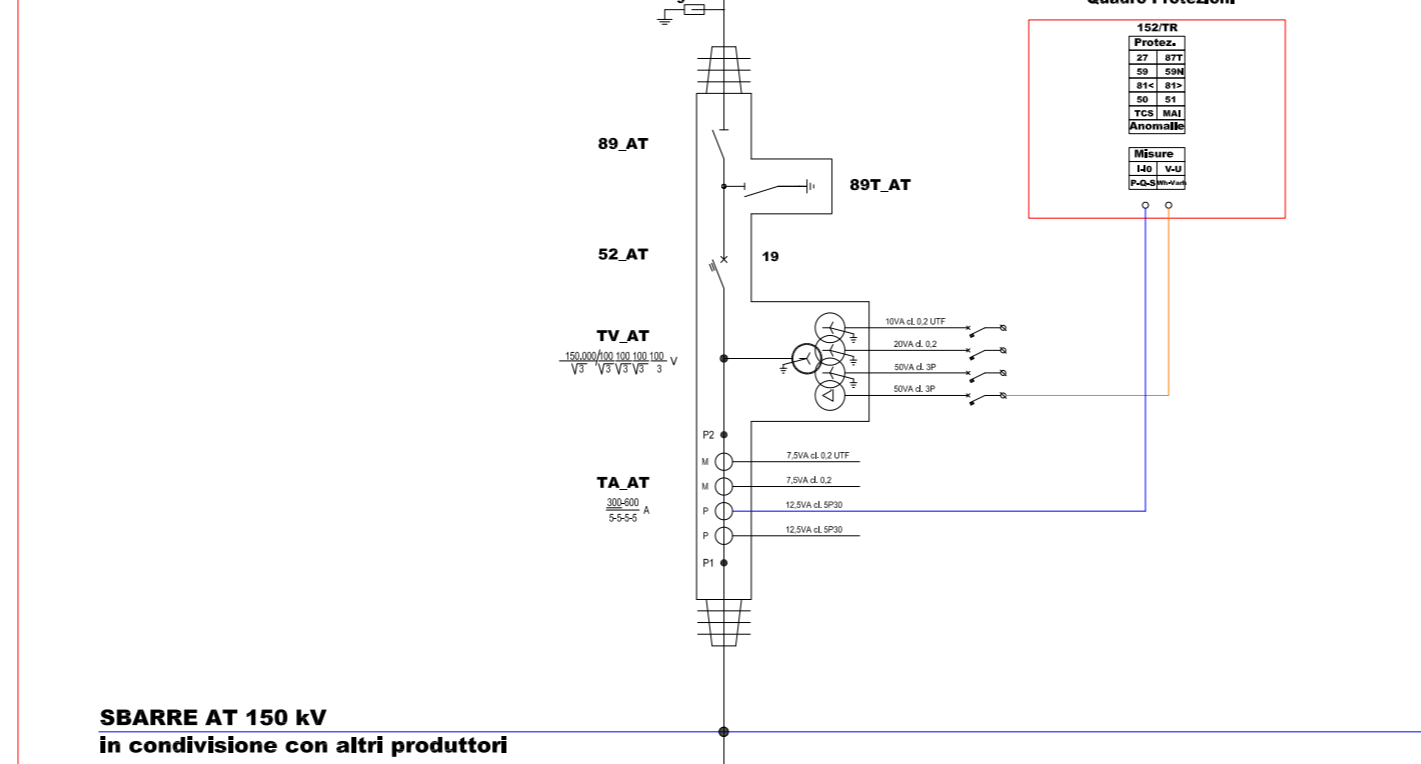 Quadro Protezioni
152/TR
Protez.
27 87T
59 59N
81< 81>
50 51
TCS MAI
Anomalie
Misure
I-I0 V-U
P-Q-S Wh-Varh
89_AT
89T_AT
52_AT
19
TV_AT
150.000/100 100 100 100 V
√3 √3 √3 √3 3
10VA cl. 0,2 UTF
20VA cl. 0,2
50VA cl. 3P
50VA cl. 3P
P2
M
7,5VA cl. 0,2 UTF
M
7,5VA cl. 0,2
TA_AT
300-600 A
5-5-5-5
P
12,5VA cl. 5P30
P
12,5VA cl. 5P30
P1
SBARRE AT 150 kV
in condivisione con altri produttori